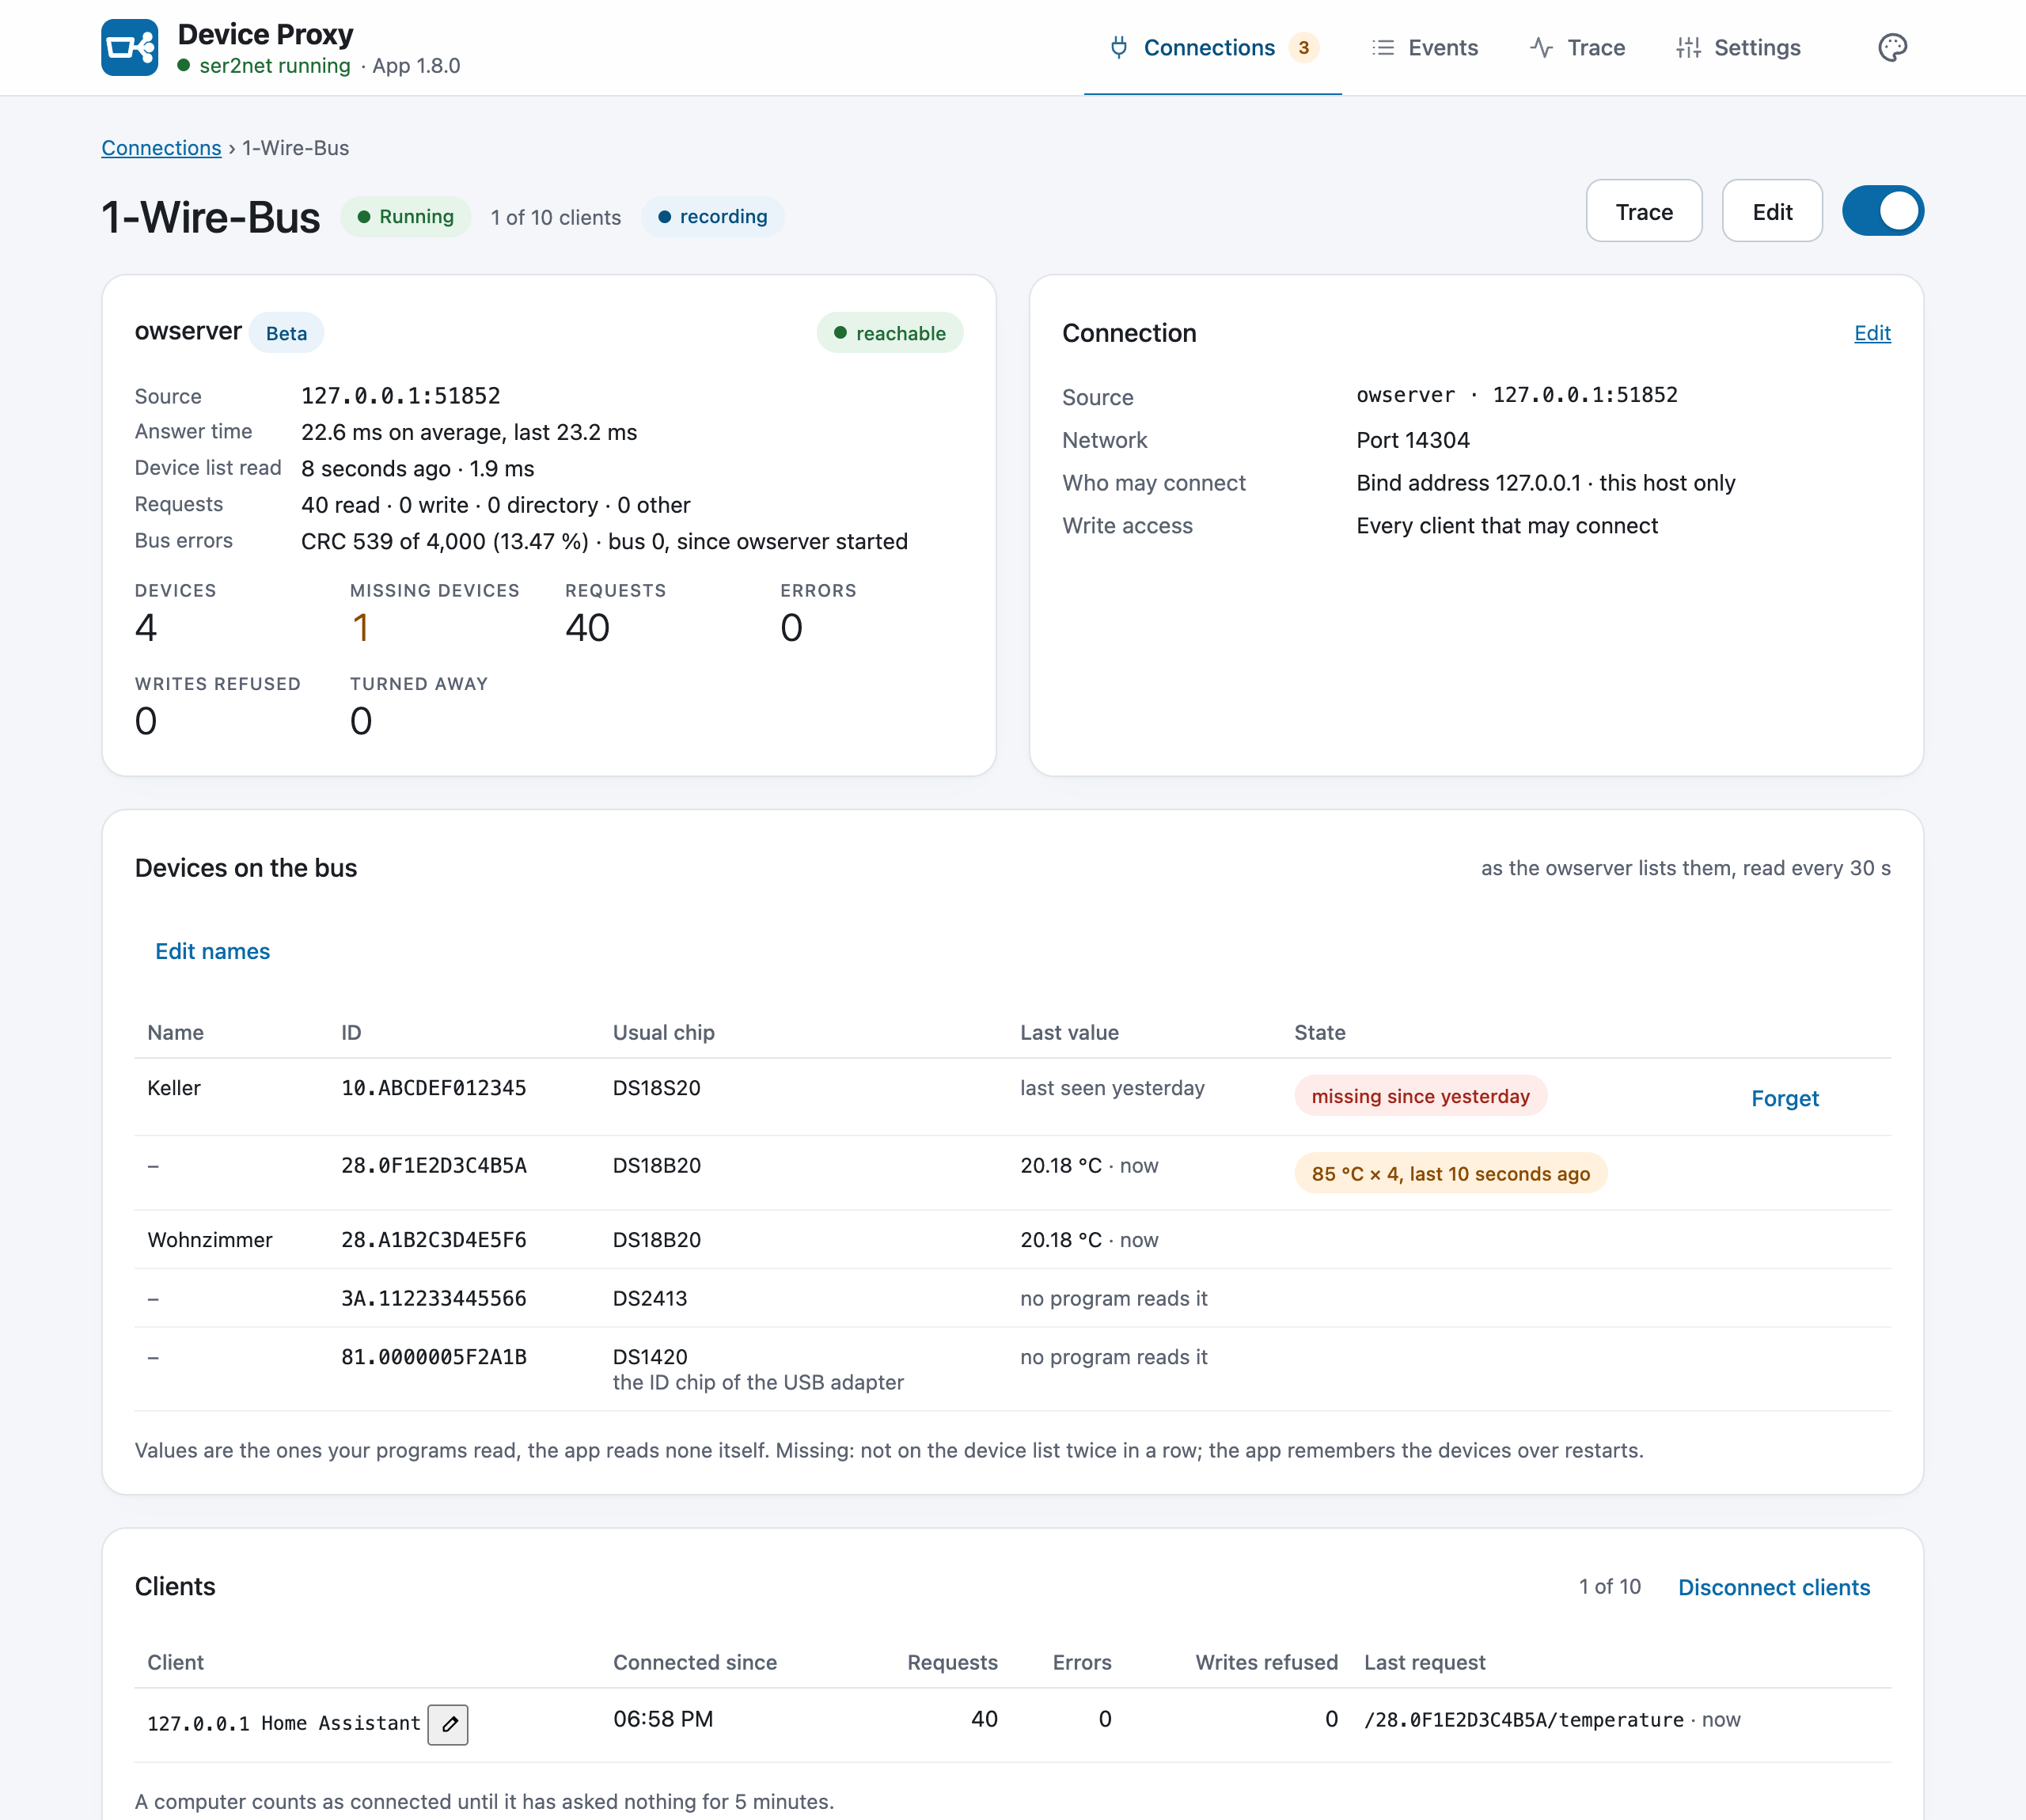 Device Proxy
ser2net running · App 1.8.0
Connections 3
Events
Trace
Settings
Connections › 1-Wire-Bus
1-Wire-Bus
Running
1 of 10 clients
recording
Trace
Edit
owserver Beta
reachable
Source 127.0.0.1:51852
Answer time 22.6 ms on average, last 23.2 ms
Device list read 8 seconds ago · 1.9 ms
Requests 40 read · 0 write · 0 directory · 0 other
Bus errors CRC 539 of 4,000 (13.47 %) · bus 0, since owserver started
DEVICES MISSING DEVICES REQUESTS ERRORS
4 1 40 0
WRITES REFUSED TURNED AWAY
0 0
Connection Edit
Source owserver · 127.0.0.1:51852
Network Port 14304
Who may connect Bind address 127.0.0.1 · this host only
Write access Every client that may connect
Devices on the bus as the owserver lists them, read every 30 s
Edit names
Name ID Usual chip Last value State
Keller 10.ABCDEF012345 DS18S20 last seen yesterday missing since yesterday Forget
– 28.0F1E2D3C4B5A DS18B20 20.18 °C · now 85 °C × 4, last 10 seconds ago
Wohnzimmer 28.A1B2C3D4E5F6 DS18B20 20.18 °C · now
– 3A.112233445566 DS2413 no program reads it
– 81.0000005F2A1B DS1420 no program reads it
the ID chip of the USB adapter
Values are the ones your programs read, the app reads none itself. Missing: not on the device list twice in a row; the app remembers the devices over restarts.
Clients 1 of 10 Disconnect clients
Client Connected since Requests Errors Writes refused Last request
127.0.0.1 Home Assistant 06:58 PM 40 0 0 /28.0F1E2D3C4B5A/temperature · now
A computer counts as connected until it has asked nothing for 5 minutes.